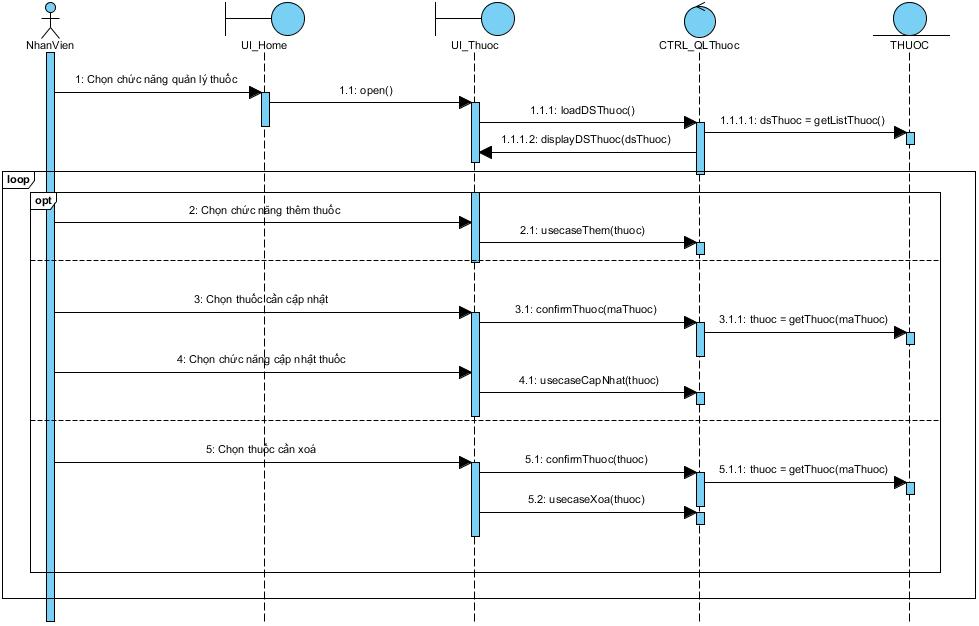 NhanVien
UI_Home
UI_Thuoc
CTRL_QLThuoc
THUOC
1: Chọn chức năng quản lý thuốc
1.1: open()
1.1.1: loadDSThuoc()
1.1.1.1: dsThuoc = getListThuoc()
1.1.1.2: displayDSThuoc(dsThuoc)
loop
opt
2: Chọn chức năng thêm thuốc
2.1: usecaseThem(thuoc)
3: Chọn thuốc cần cập nhật
3.1: confirmThuoc(maThuoc)
3.1.1: thuoc = getThuoc(maThuoc)
4: Chọn chức năng cập nhật thuốc
4.1: usecaseCapNhat(thuoc)
5: Chọn thuốc cần xoá
5.1: confirmThuoc(thuoc)
5.1.1: thuoc = getThuoc(maThuoc)
5.2: usecaseXoa(thuoc)